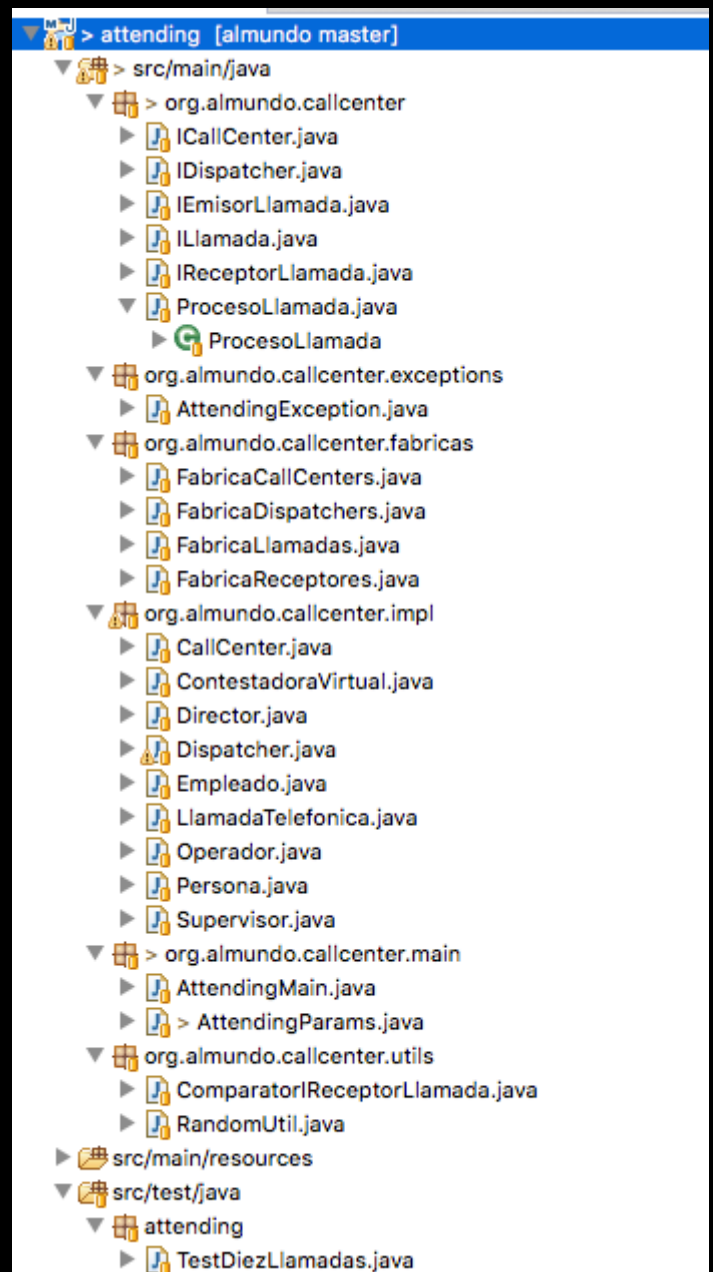 > attending [almundo master]
> src/main/java
> org.almundo.callcenter
ICallCenter.java
IDispatcher.java
IEmisorLlamada.java
ILlamada.java
IReceptorLlamada.java
ProcesoLlamada.java
ProcesoLlamada
org.almundo.callcenter.exceptions
AttendingException.java
org.almundo.callcenter.fabricas
FabricaCallCenters.java
FabricaDispatchers.java
FabricaLlamadas.java
FabricaReceptores.java
org.almundo.callcenter.impl
CallCenter.java
ContestadoraVirtual.java
Director.java
Dispatcher.java
Empleado.java
LlamadaTelefonica.java
Operador.java
Persona.java
Supervisor.java
> org.almundo.callcenter.main
AttendingMain.java
> AttendingParams.java
org.almundo.callcenter.utils
ComparatorIReceptorLlamada.java
RandomUtil.java
src/main/resources
src/test/java
attending
TestDiezLlamadas.java